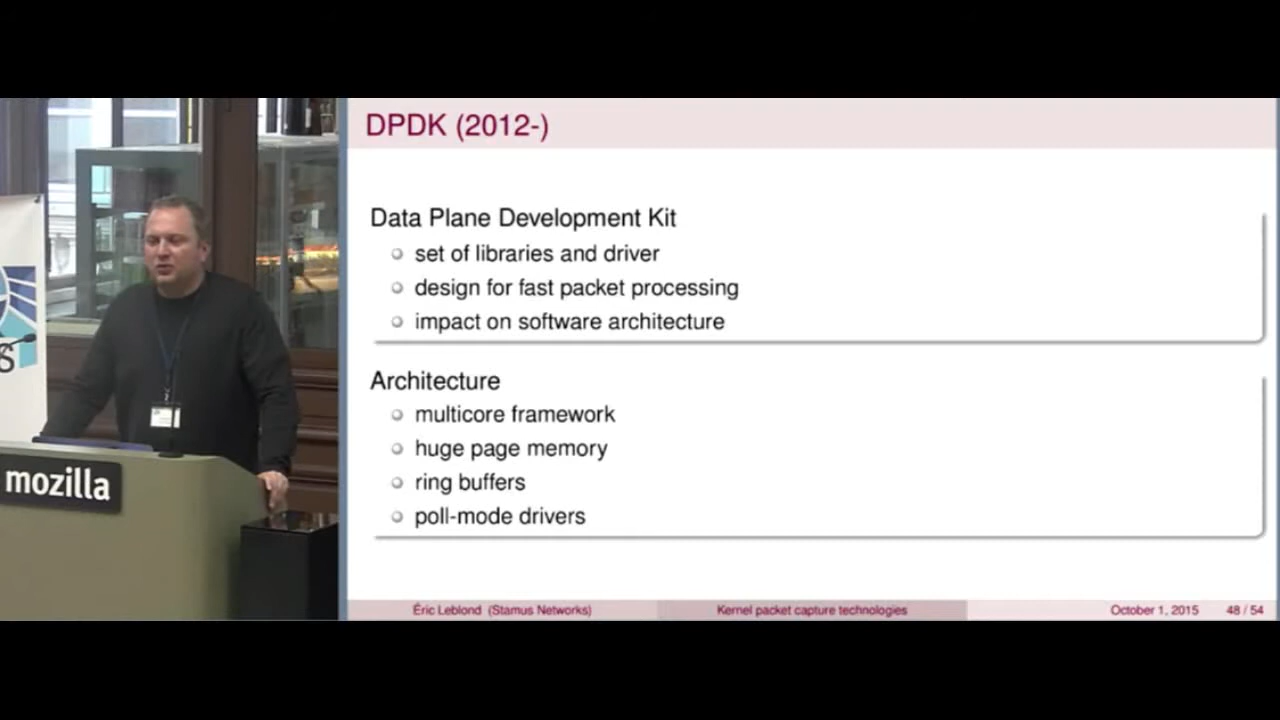 DPDK (2012-)
Data Plane Development Kit
set of libraries and driver
design for fast packet processing
impact on software architecture
Architecture
multicore framework
huge page memory
ring buffers
poll-mode drivers
Éric Leblond (Stamus Networks)
Kernel packet capture technologies
October 1, 2015
48 / 54
mozilla
S